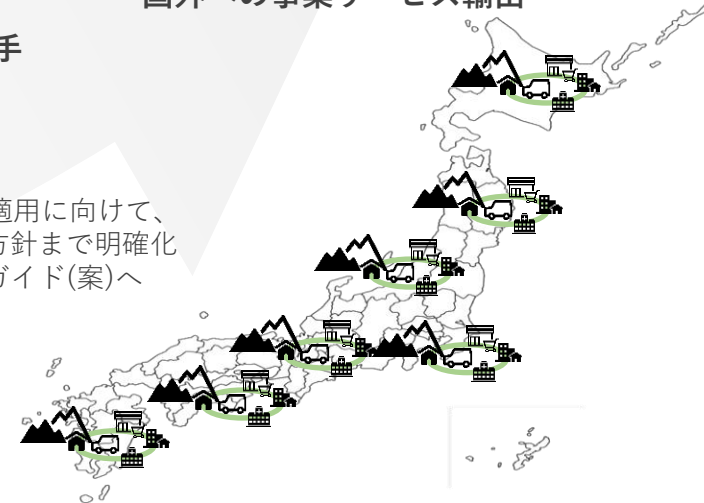 国外への事業サービス輸出
手
適用に向けて、
方針まで明確化
ガイド(案)へ